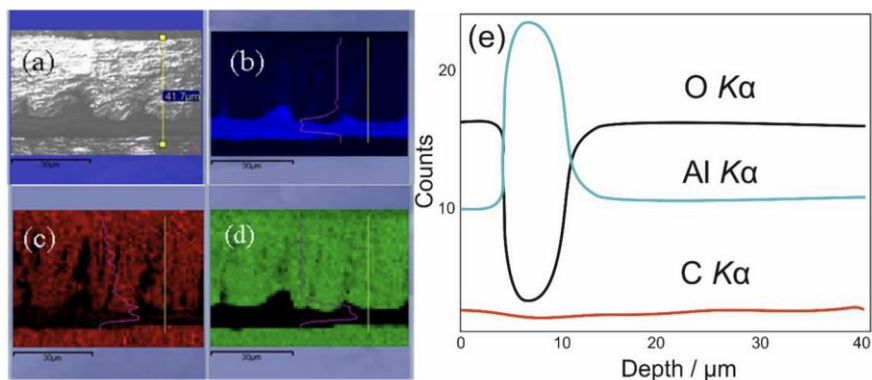 (a)
41.7µm
30µm
(b)
30µm
(c)
30µm
(d)
30µm
(e)
20
10
Counts
O Kα
Al Kα
C Kα
0
10
20
30
40
Depth / µm